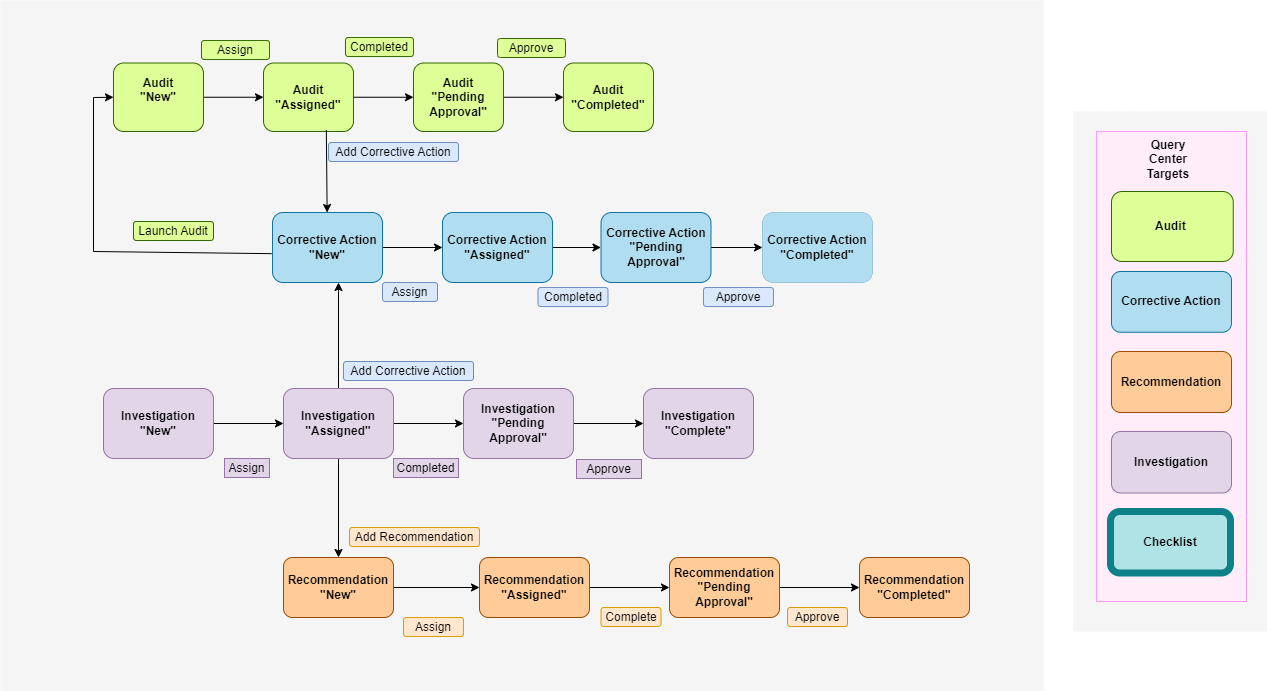 Assign
Completed
Approve
Audit
"New"
Audit
"Assigned"
Audit
"Pending
Approval"
Audit
"Completed"
Add Corrective Action
Launch Audit
Corrective Action
"New"
Corrective Action
"Assigned"
Corrective Action
"Pending
Approval"
Corrective Action
"Completed"
Assign
Completed
Approve
Add Corrective Action
Investigation
"New"
Investigation
"Assigned"
Investigation
"Pending
Approval"
Investigation
"Complete"
Assign
Completed
Approve
Add Recommendation
Recommendation
"New"
Recommendation
"Assigned"
Recommendation
"Pending
Approval"
Recommendation
"Completed"
Assign
Complete
Approve
Query
Center
Targets
Audit
Corrective Action
Recommendation
Investigation
Checklist